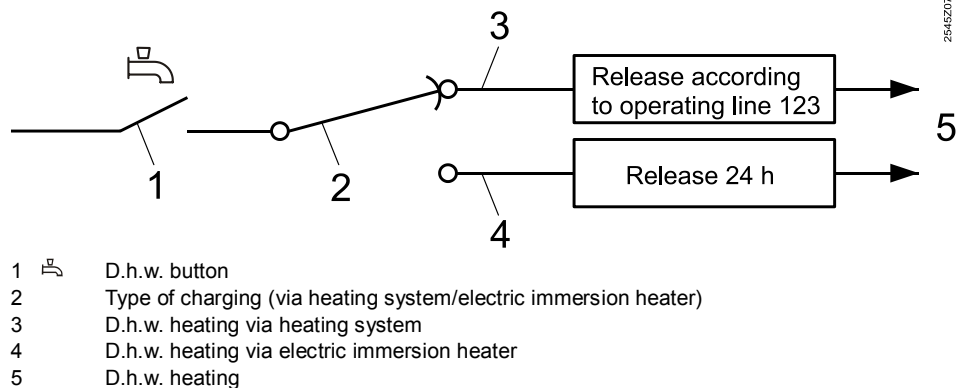 2545Z07
3
Release according
to operating line 123
5
1
2
Release 24 h
4
1 D.h.w. button
2 Type of charging (via heating system/electric immersion heater)
3 D.h.w. heating via heating system
4 D.h.w. heating via electric immersion heater
5 D.h.w. heating